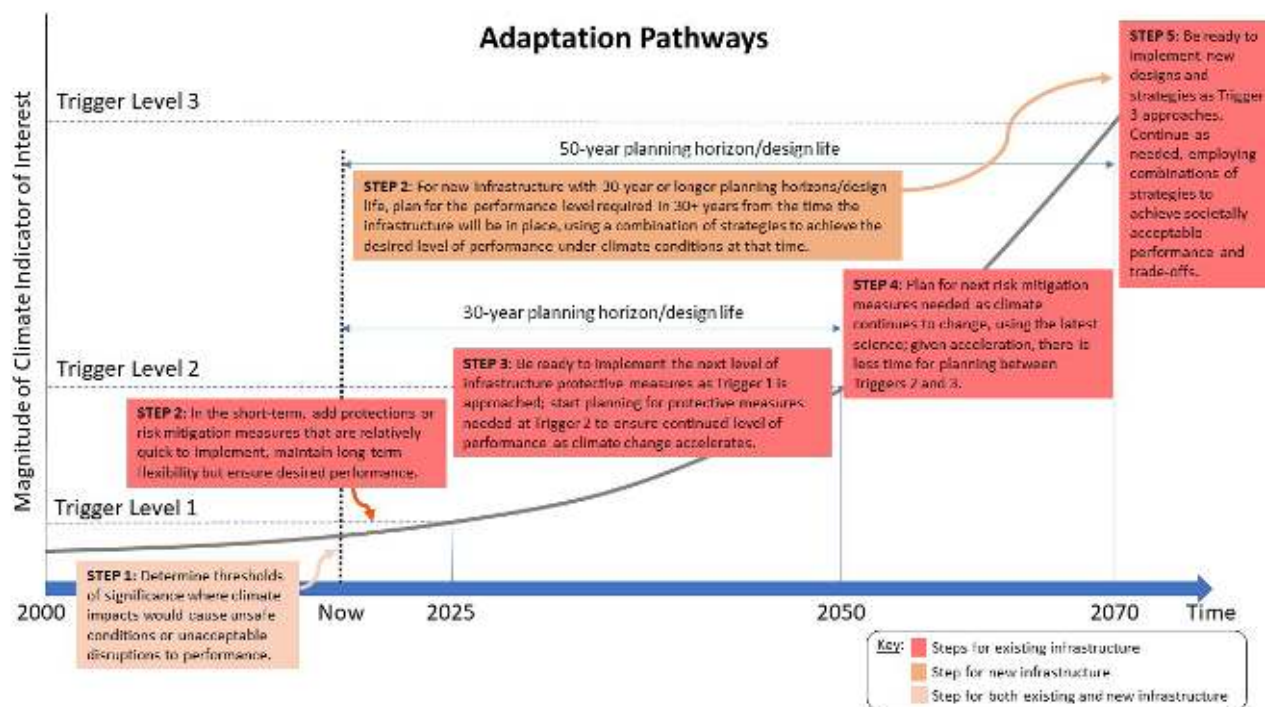 Adaptation Pathways
Magnitude of Climate Indicator of Interest
Trigger Level 3
50-year planning horizon/design life
STEP 2: For new infrastructure with 30-year or longer planning horizons/design
life, plan for the performance level required in 30+ years from the time the
infrastructure will be in place, using a combination of strategies to achieve the
desired level of performance under climate conditions at that time.
STEP 5: Be ready to
implement new
designs and
strategies as Trigger
3 approaches.
Continue as
needed, employing
combinations of
strategies to
achieve societally
acceptable
performance and
trade-offs.
30-year planning horizon/design life
STEP 4: Plan for next risk mitigation
measures needed as climate
continues to change, using the latest
science; given acceleration, there is
less time for planning between
Triggers 2 and 3.
Trigger Level 2
STEP 3: Be ready to implement the next level of
infrastructure protective measures as Trigger 1 is
approached; start planning for protective measures
needed at Trigger 2 to ensure continued level of
performance as climate change accelerates.
STEP 2: In the short-term, add protections or
risk mitigation measures that are relatively
quick to implement, maintain long term
flexibility but ensure desired performance.
Trigger Level 1
STEP 1: Determine thresholds
of significance where climate
impacts would cause unsafe
conditions or unacceptable
disruptions to performance.
2000 Now 2025 2050 2070 Time
Key:
Steps for existing infrastructure
Step for new infrastructure
Step for both existing and new infrastructure